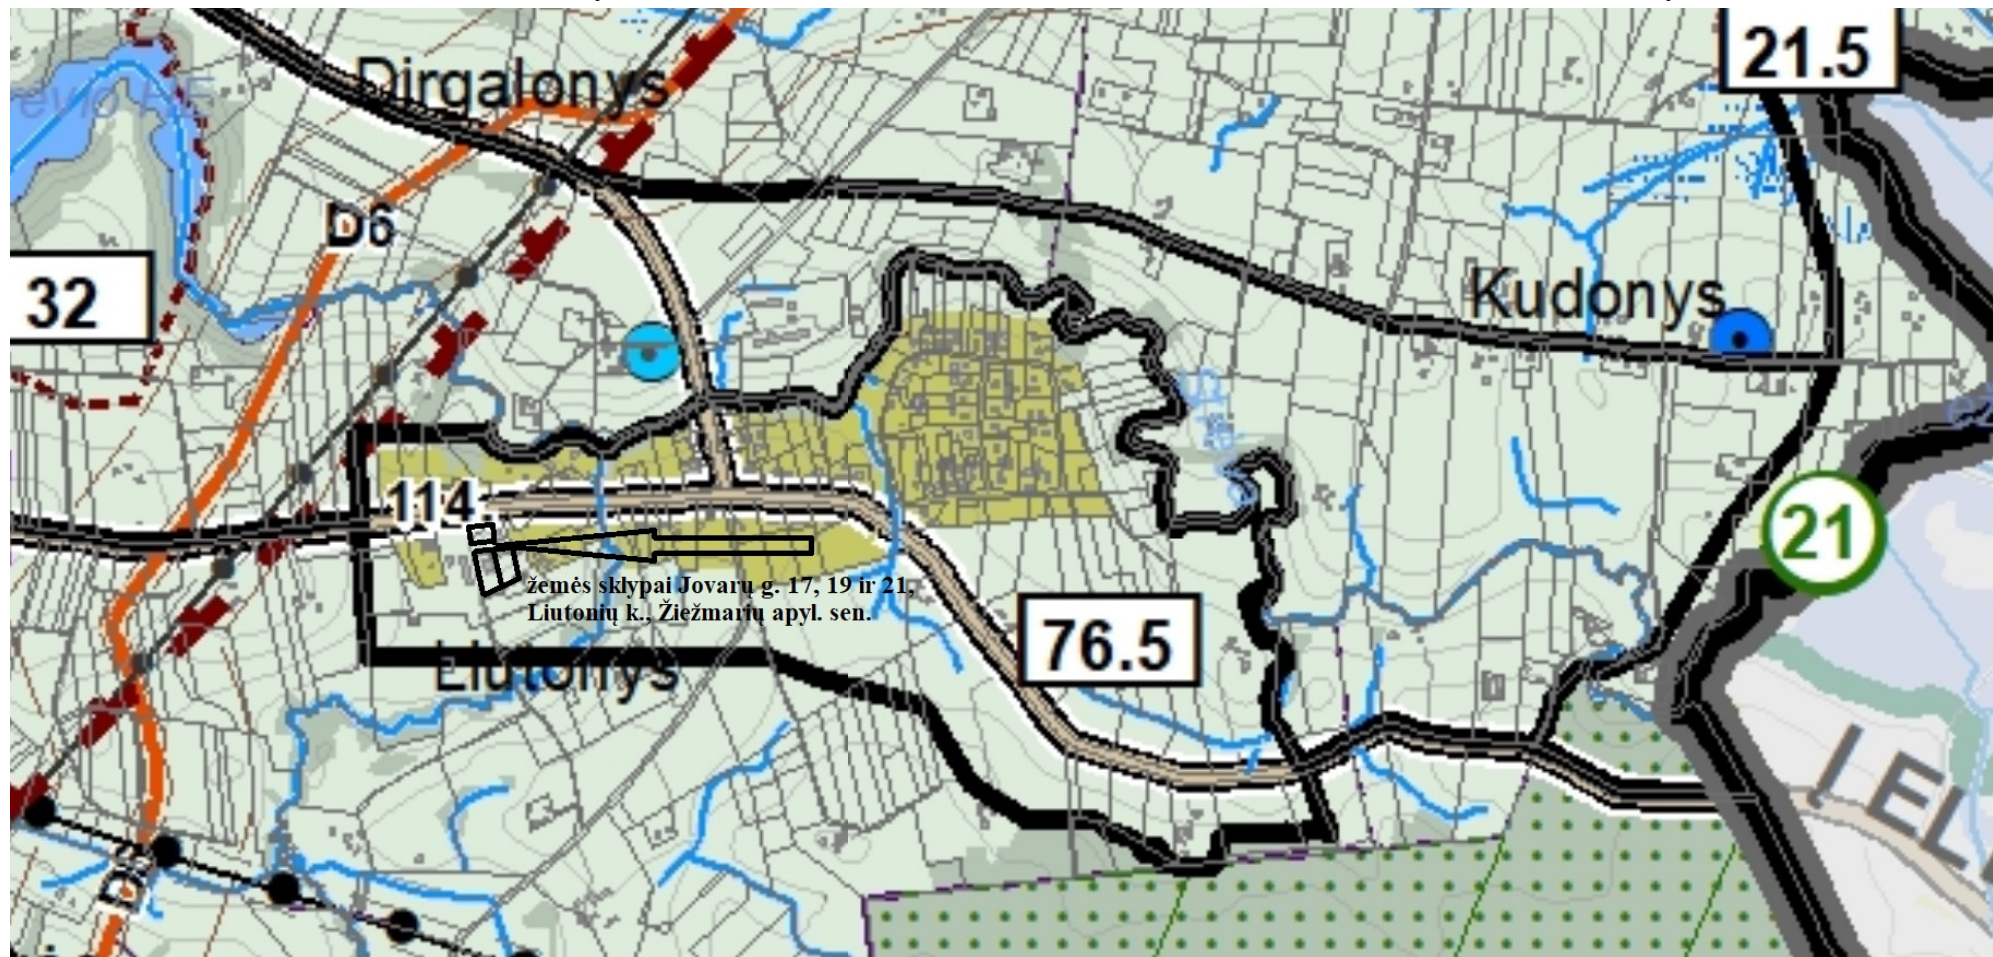 21.5
Dirgalonys
D6
32
Kudonys
114
21
žemės sklypai Jovarų g. 17, 19 ir 21,
Liutonių k., Žiežmarių apyl. sen.
76.5
Liutonys
Į EL